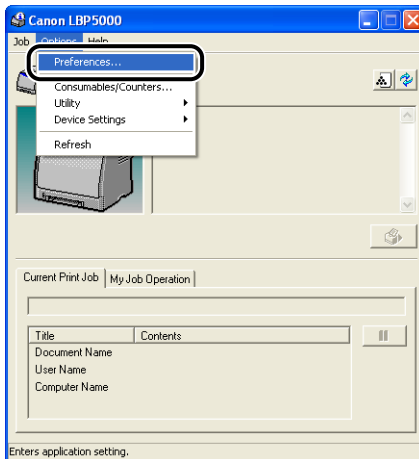 Canon LBP5000
Job Options Help
Preferences...
Consumables/Counters...
Utility
Device Settings
Refresh
Current Print Job My Job Operation
Title Contents
Document Name
User Name
Computer Name
Enters application setting.